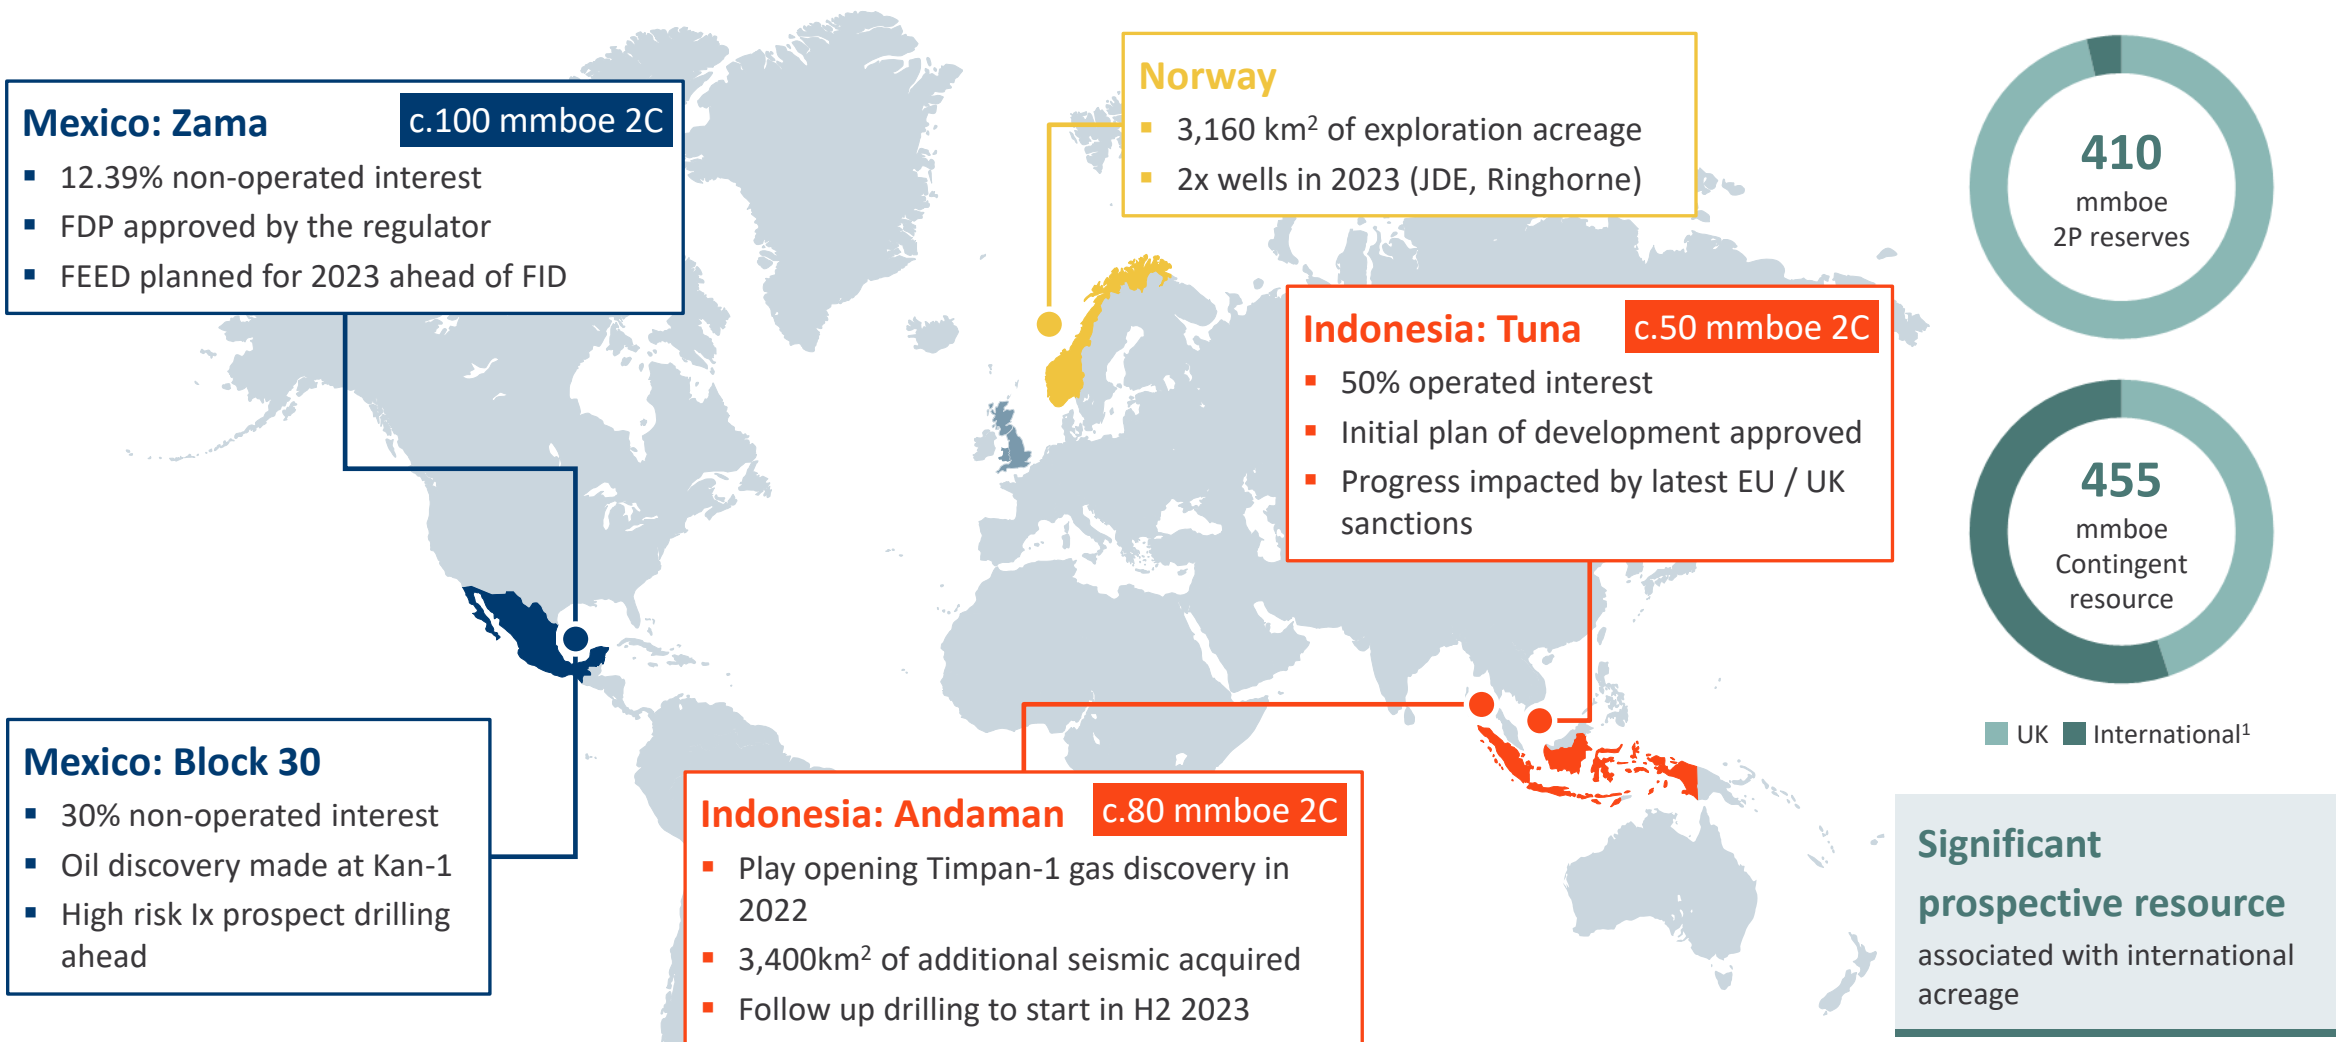 Mexico: Zama
c.100 mmboe 2C
▪ 12.39% non-operated interest
▪ FDP approved by the regulator
▪ FEED planned for 2023 ahead of FID
Norway
▪ 3,160 km² of exploration acreage
▪ 2x wells in 2023 (JDE, Ringhorne)
Indonesia: Tuna
c.50 mmboe 2C
▪ 50% operated interest
▪ Initial plan of development approved
▪ Progress impacted by latest EU / UK
sanctions
Mexico: Block 30
▪ 30% non-operated interest
▪ Oil discovery made at Kan-1
▪ High risk Ix prospect drilling
ahead
Indonesia: Andaman
c.80 mmboe 2C
▪ Play opening Timpan-1 gas discovery in
2022
▪ 3,400km² of additional seismic acquired
▪ Follow up drilling to start in H2 2023
410
mmboe
2P reserves
455
mmboe
Contingent
resource
UK International¹
Significant
prospective resource
associated with international
acreage